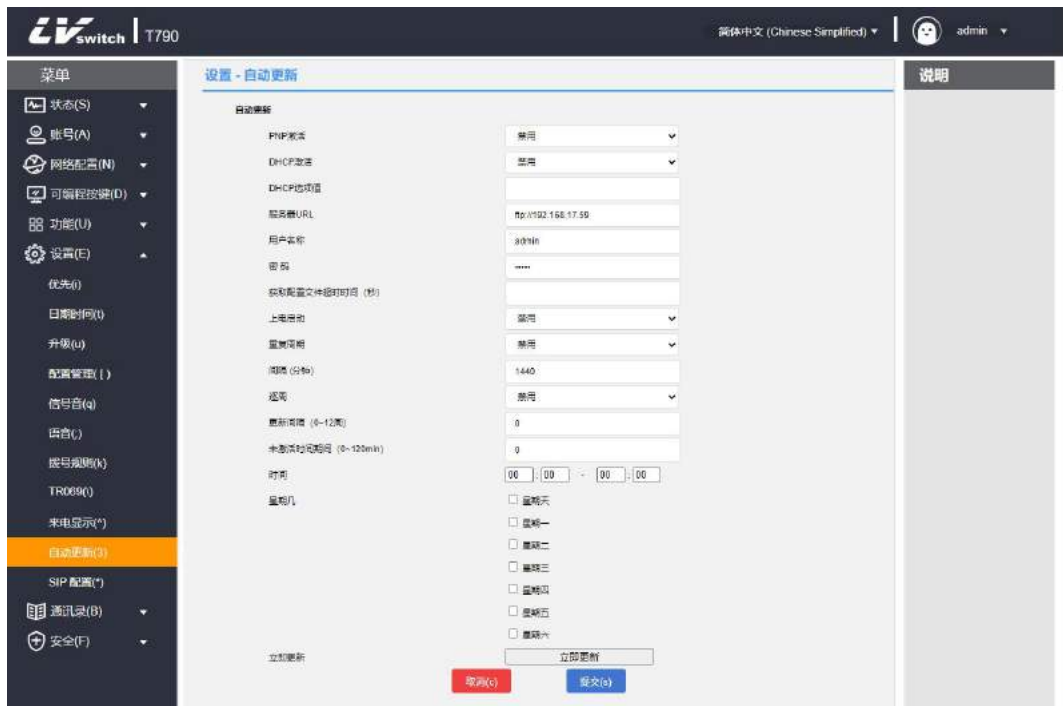 LVswitch T790
简体中文 (Chinese Simplified)
admin
菜单
状态(S)
账号(A)
网络配置(N)
可编程按键(D)
功能(U)
设置(E)
优先(i)
日期时间(t)
升级(u)
配置管理([)
信号音(q)
语音(;)
拨号规则(k)
TR069(t)
来电显示(^)
自动更新(3)
SIP 配置(*)
通讯录(B)
安全(F)
设置 - 自动更新
自动更新
PNP激活 禁用
DHCP激活 禁用
DHCP选项值
服务器URL ftp://192.168.17.59
用户名称 admin
密码 •••••
获取配置文件超时时间 (秒)
上电启动 禁用
重复周期 禁用
间隔 (分钟) 1440
逐周 禁用
更新间隔 (0~12周) 0
未激活时间期间 (0~120min) 0
时间 00 : 00 - 00 : 00
星期几 星期天
星期一
星期二
星期三
星期四
星期五
星期六
立即更新 立即更新
取消(c) 提交(s)
说明